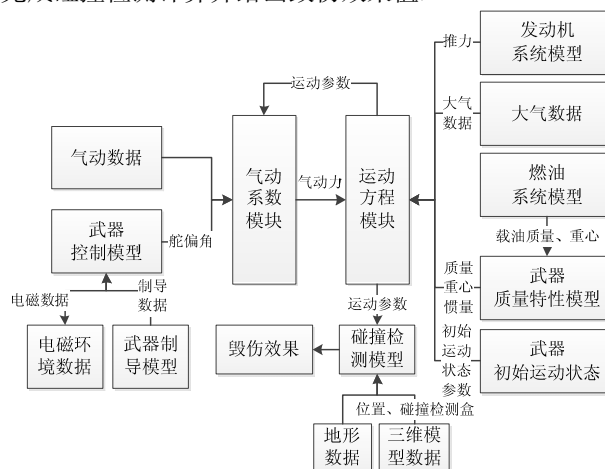 运动参数
推力
发动机
系统模型
大气
数据
大气数据
气动数据
气动
系数
模块
气动力
运动
方程
模块
燃油
系统模型
载油质量、重心
武器
控制模型
舵偏角
质量
重心
惯量
武器
质量特性模型
电磁数据
制导
数据
运动参数
电磁环
境数据
武器制
导模型
毁伤效果
碰撞检
测模型
初始
运动
状态
参数
武器
初始运动状态
位置、碰撞检测盒
地形
数据
三维模
型数据